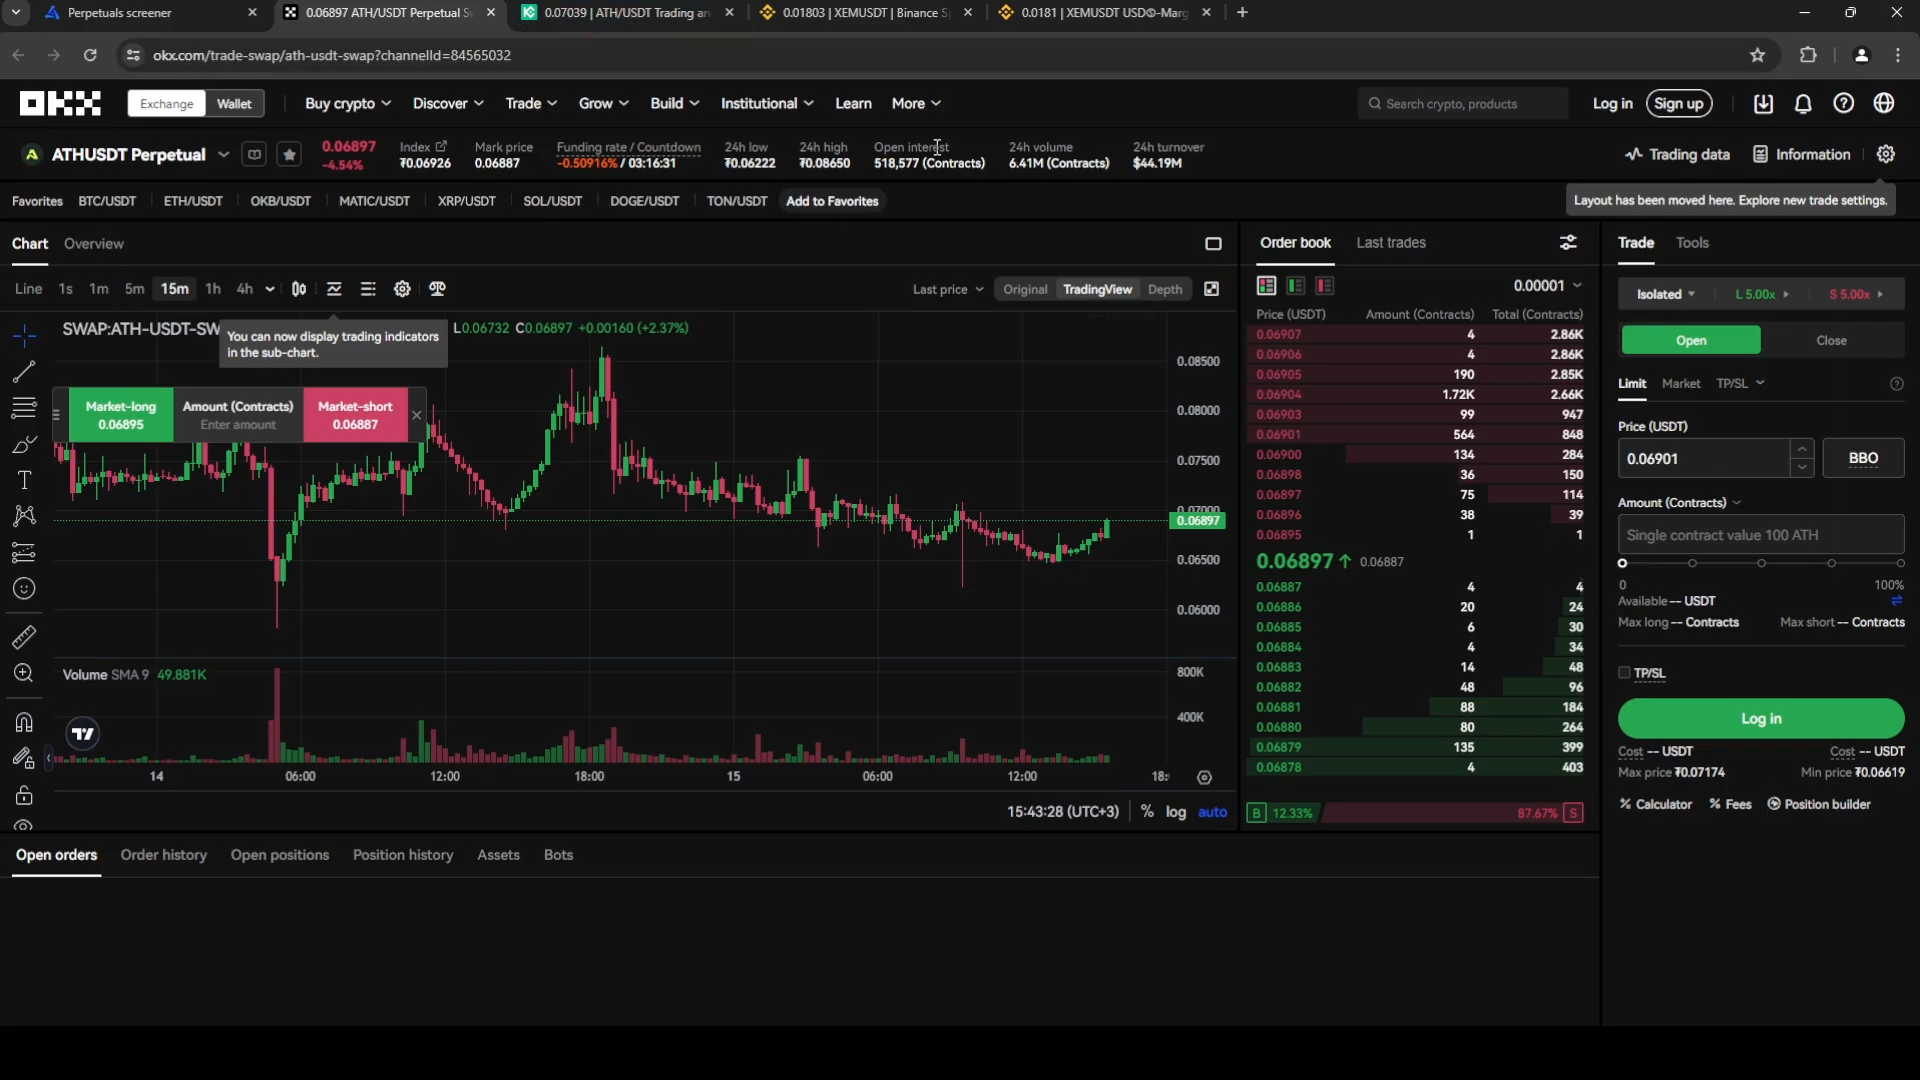 Perpetuals screener
0.06897 ATH/USDT Perpetual S
0.07039 | ATH/USDT Trading an
0.01803 | XEMUSDT | Binance Sp
0.0181 | XEMUSDT USDⓈ-Marg
okx.com/trade-swap/ath-usdt-swap?channelId=84565032
OKX
Exchange Wallet Buy crypto Discover Trade Grow Build Institutional Learn More Search crypto, products Log in Sign up
ATHUSDT Perpetual
0.06897
-4.54%
Index
₮0.06926
Mark price
0.06887
Funding rate / Countdown
-0.50916% / 03:16:31
24h low
₮0.06222
24h high
₮0.08650
Open interest
518,577 (Contracts)
24h volume
6.41M (Contracts)
24h turnover
$44.19M
Trading data Information
Favorites BTC/USDT ETH/USDT OKB/USDT MATIC/USDT XRP/USDT SOL/USDT DOGE/USDT TON/USDT Add to Favorites
Layout has been moved here. Explore new trade settings.
Chart Overview
Line 1s 1m 5m 15m 1h 4h Last price Original TradingView Depth
SWAP:ATH-USDT-SW L0.06732 C0.06897 +0.00160 (+2.37%)
You can now display trading indicators
in the sub-chart.
Market-long
0.06895
Amount (Contracts)
Enter amount
Market-short
0.06887
0.08500
0.08000
0.07500
0.07000
0.06897
0.06500
0.06000
Volume SMA 9 49.881K
800K
400K
14 06:00 12:00 18:00 15 06:00 12:00 18:
15:43:28 (UTC+3) % log auto
Order book Last trades
0.00001
Price (USDT) Amount (Contracts) Total (Contracts)
0.06907 4 2.86K
0.06906 4 2.86K
0.06905 190 2.85K
0.06904 1.72K 2.66K
0.06903 99 947
0.06901 564 848
0.06900 134 284
0.06898 36 150
0.06897 75 114
0.06896 38 39
0.06895 1 1
0.06897↑ 0.06887
0.06887 4 4
0.06886 20 24
0.06885 6 30
0.06884 4 34
0.06883 14 48
0.06882 48 96
0.06881 88 184
0.06880 80 264
0.06879 135 399
0.06878 4 403
B 12.33% 87.67% S
Trade Tools
Isolated L 5.00x S 5.00x
Open Close
Limit Market TP/SL
Price (USDT)
0.06901 BBO
Amount (Contracts)
Single contract value 100 ATH
0 100%
Available -- USDT
Max long -- Contracts Max short -- Contracts
TP/SL
Log in
Cost -- USDT Cost -- USDT
Max price ₮0.07174 Min price ₮0.06619
Calculator Fees Position builder
Open orders Order history Open positions Position history Assets Bots